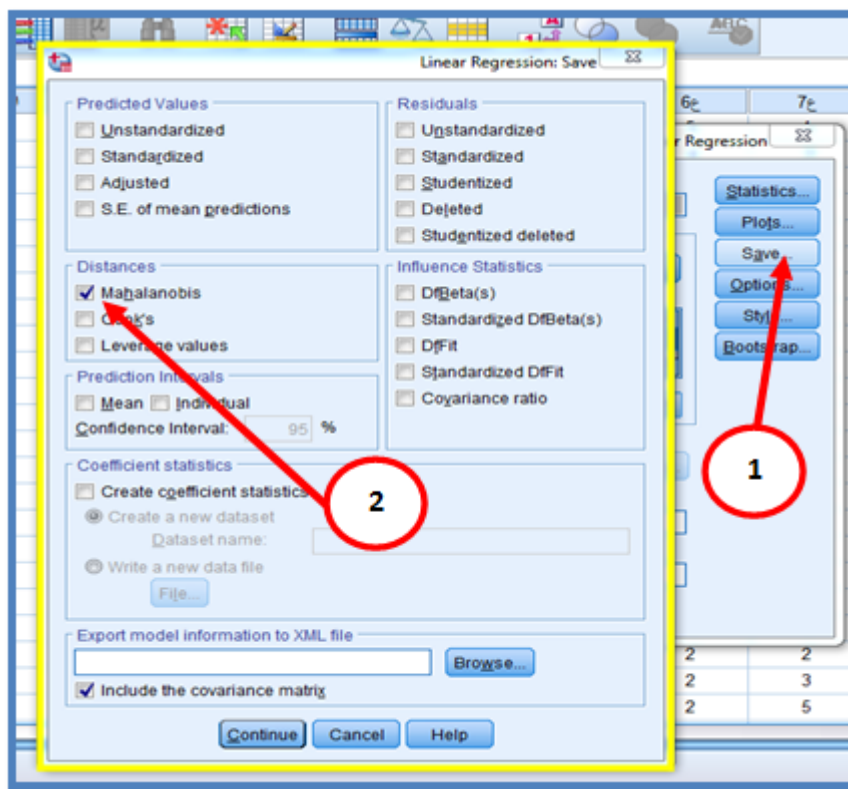 Linear Regression: Save
Predicted Values
Unstandardized
Standardized
Adjusted
S.E. of mean predictions
Residuals
Unstandardized
Standardized
Studentized
Deleted
Studentized deleted
Distances
Mahalanobis
Cook's
Leverage values
Influence Statistics
DfBeta(s)
Standardized DfBeta(s)
DfFit
Standardized DfFit
Covariance ratio
Prediction Intervals
Mean Individual
Confidence Interval: 95 %
Coefficient statistics
Create coefficient statistics
Create a new dataset
Dataset name:
Write a new data file
File...
Export model information to XML file
Browse...
Include the covariance matrix
Continue Cancel Help
2
6ع 7ع
r Regression
Statistics...
Plots...
Save...
Options...
Style...
Bootstrap...
1
2 2
2 3
2 5